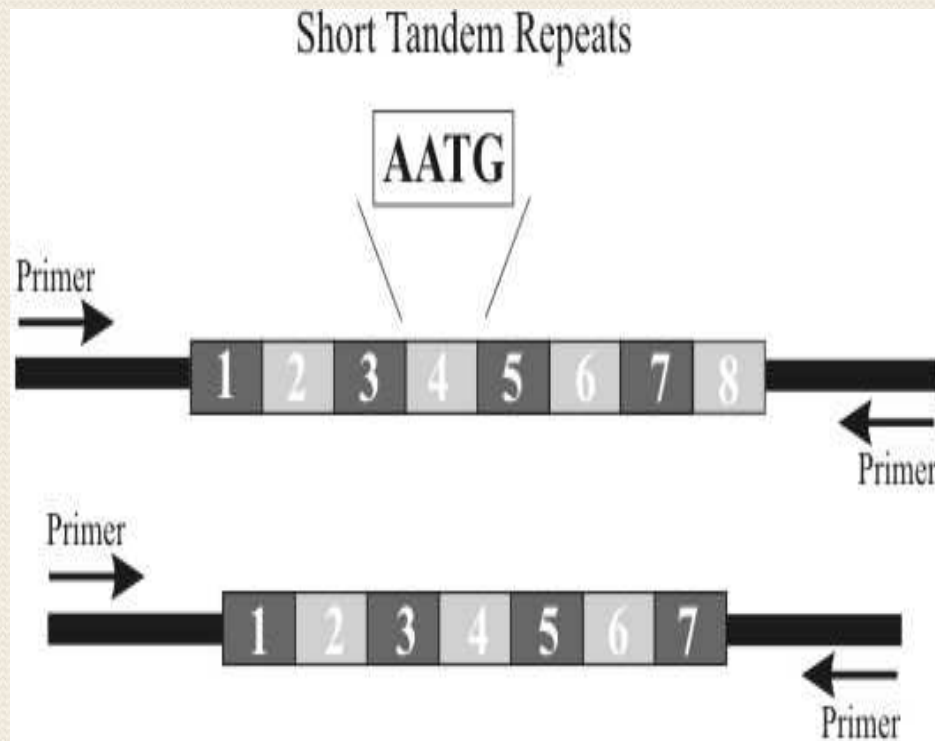 Short Tandem Repeats
AATG
Primer
1 2 3 4 5 6 7 8
Primer
Primer
1 2 3 4 5 6 7
Primer